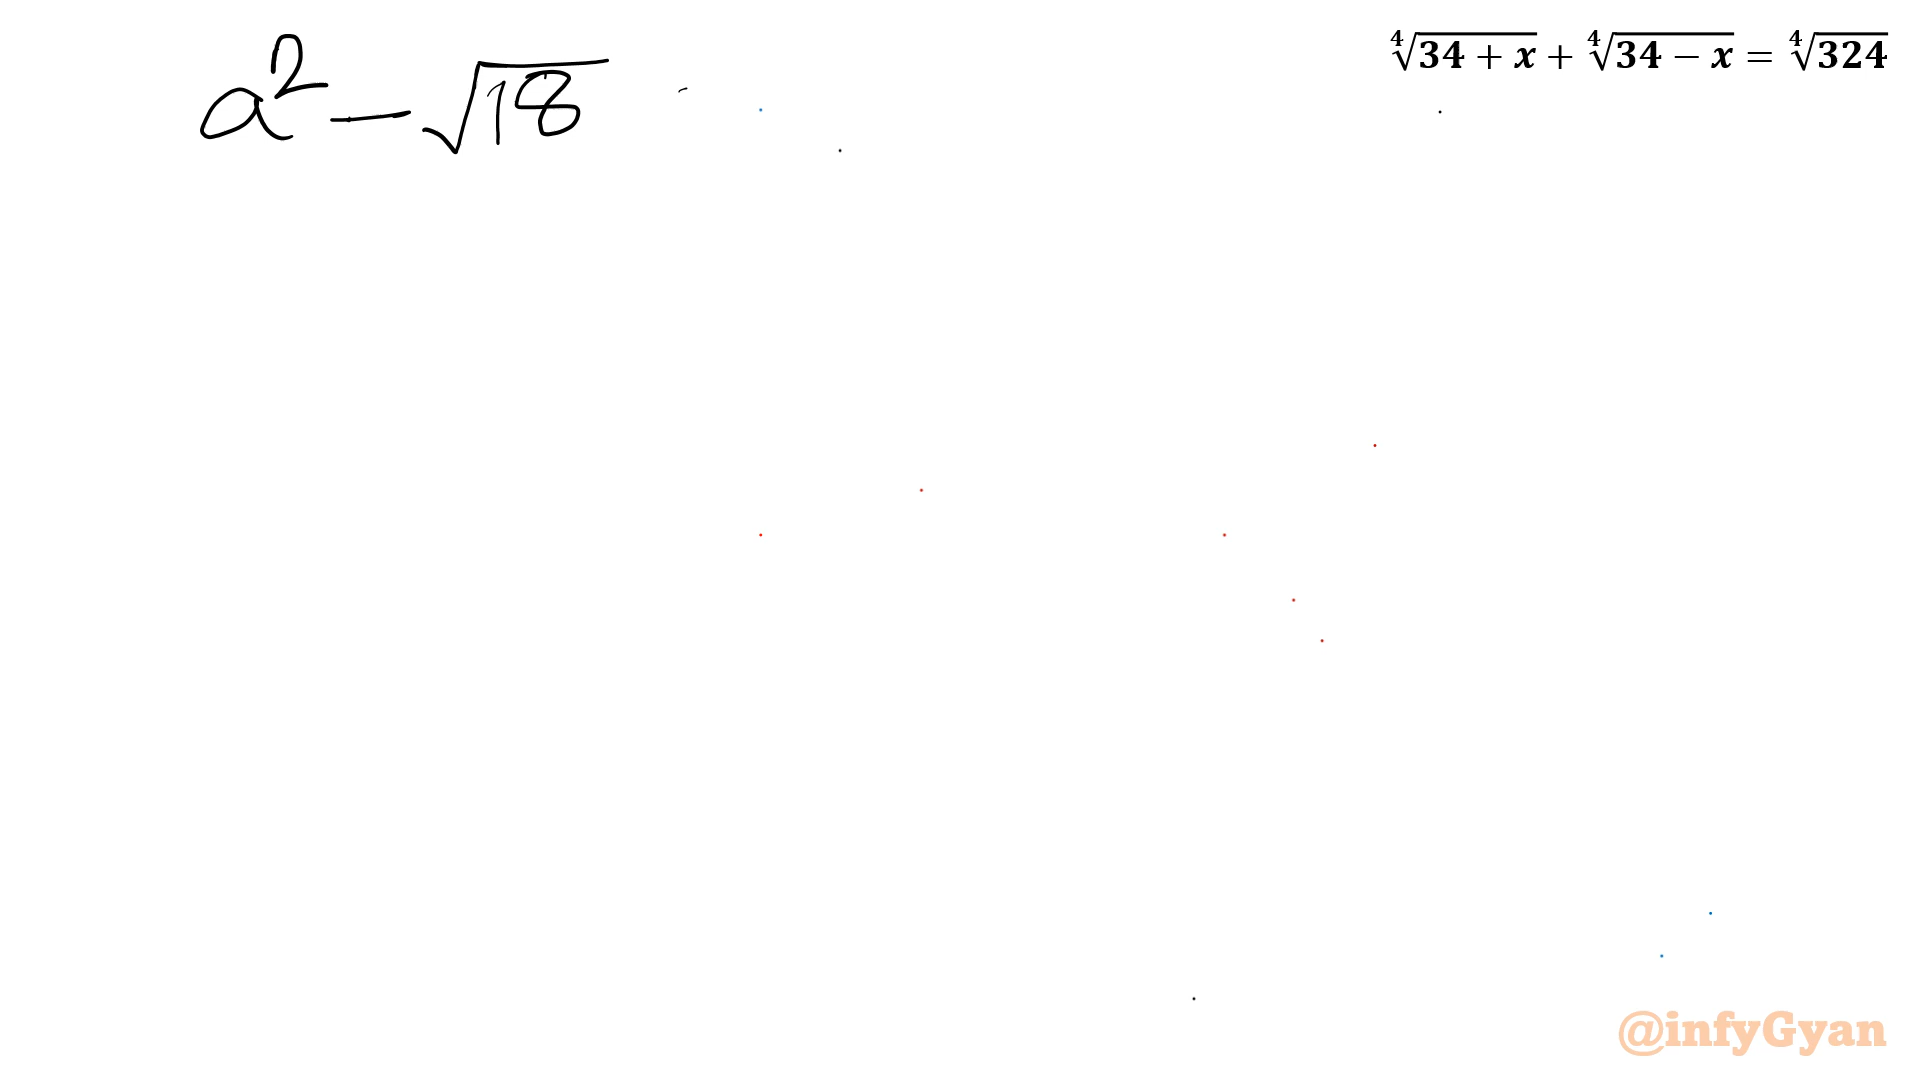 a² − √18
∜34 + x + ∜34 − x = ∜324
@infyGyan